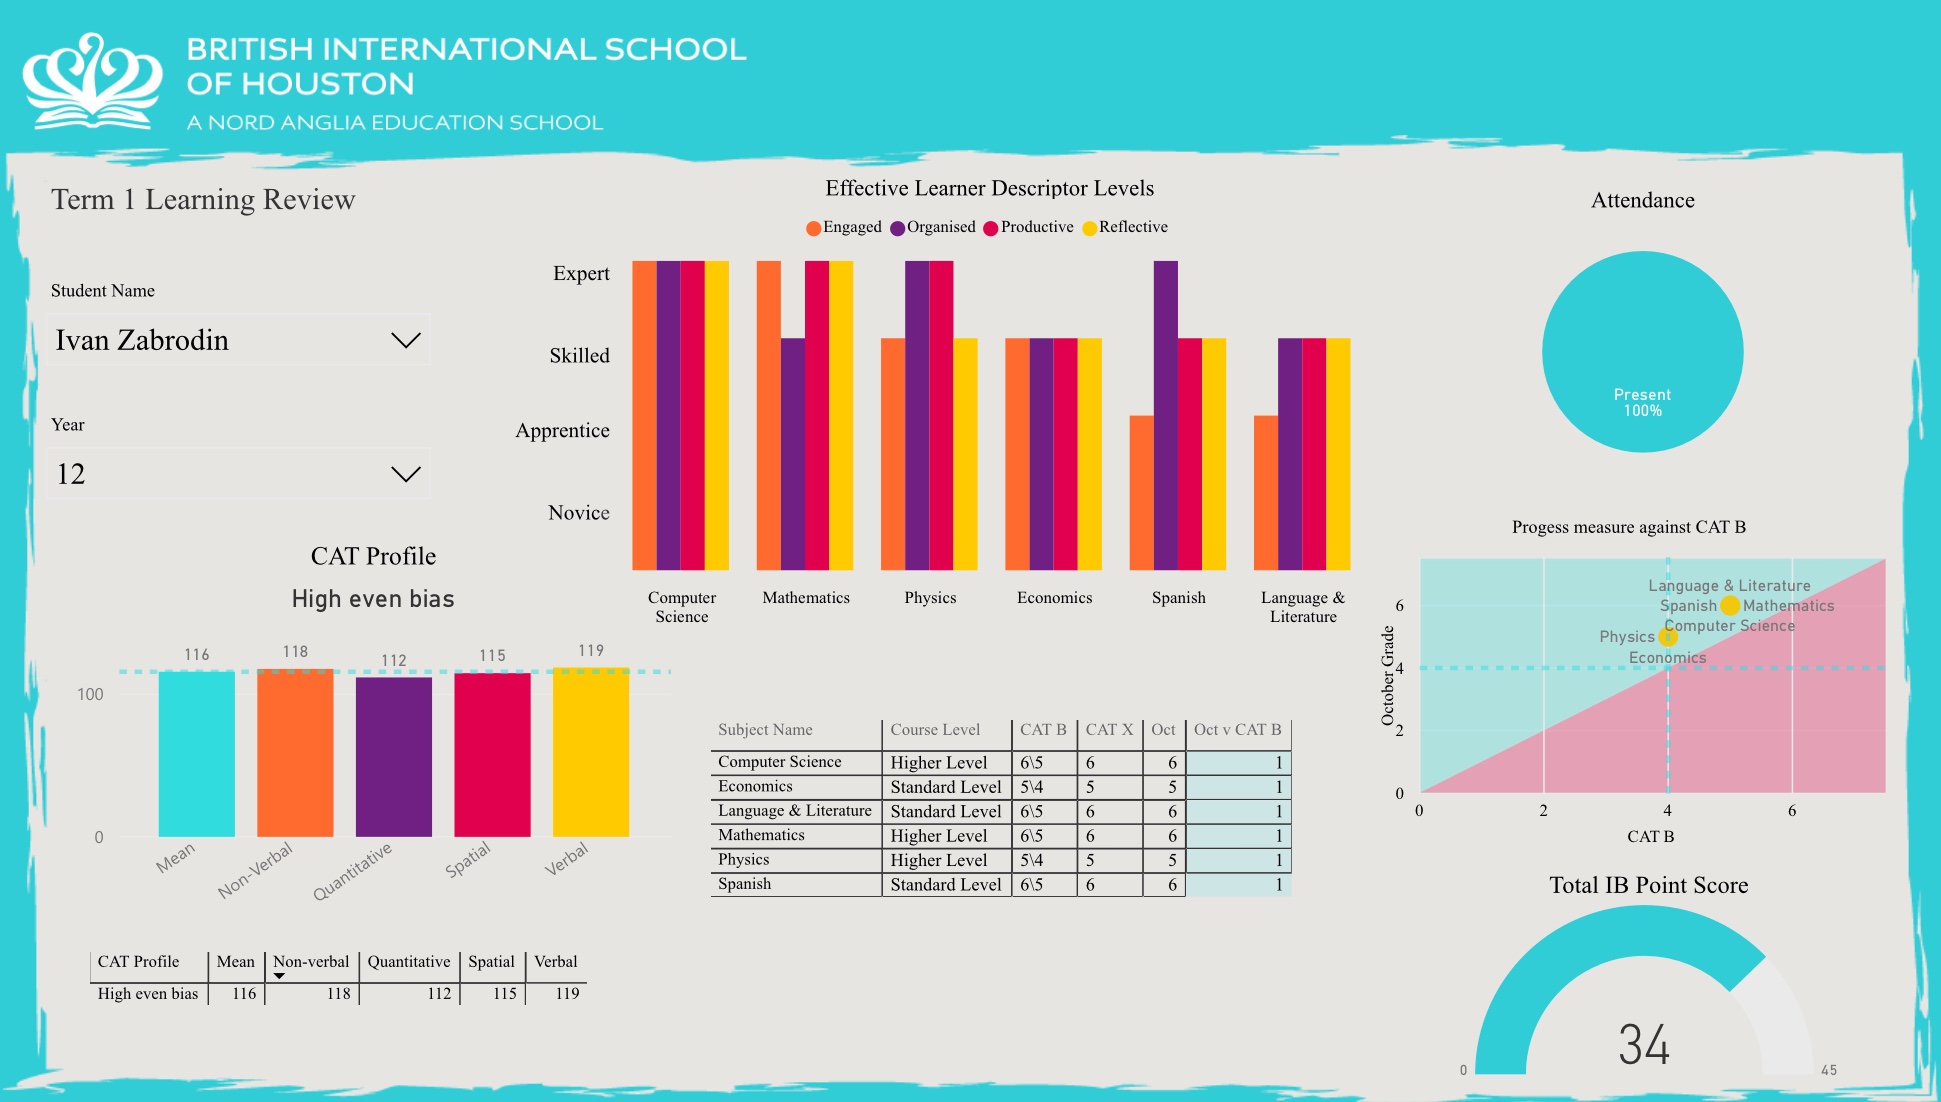 BRITISH INTERNATIONAL SCHOOL
OF HOUSTON
A NORD ANGLIA EDUCATION SCHOOL
Term 1 Learning Review
Student Name
Ivan Zabrodin
Year
12
CAT Profile
High even bias
116
118
112
115
119
100
0
Mean
Non-Verbal
Quantitative
Spatial
Verbal
CAT Profile Mean Non-verbal Quantitative Spatial Verbal
High even bias 116 118 112 115 119
Effective Learner Descriptor Levels
Engaged Organised Productive Reflective
Expert
Skilled
Apprentice
Novice
Computer
Science
Mathematics
Physics
Economics
Spanish
Language &
Literature
Subject Name Course Level CAT B CAT X Oct Oct v CAT B
Computer Science Higher Level 6\5 6 6 1
Economics Standard Level 5\4 5 5 1
Language & Literature Standard Level 6\5 6 6 1
Mathematics Higher Level 6\5 6 6 1
Physics Higher Level 5\4 5 5 1
Spanish Standard Level 6\5 6 6 1
Attendance
Present
100%
Progess measure against CAT B
Language & Literature
Spanish Mathematics
Computer Science
Physics
Economics
October Grade
6
4
2
0
0 2 4 6
CAT B
Total IB Point Score
34
0 45